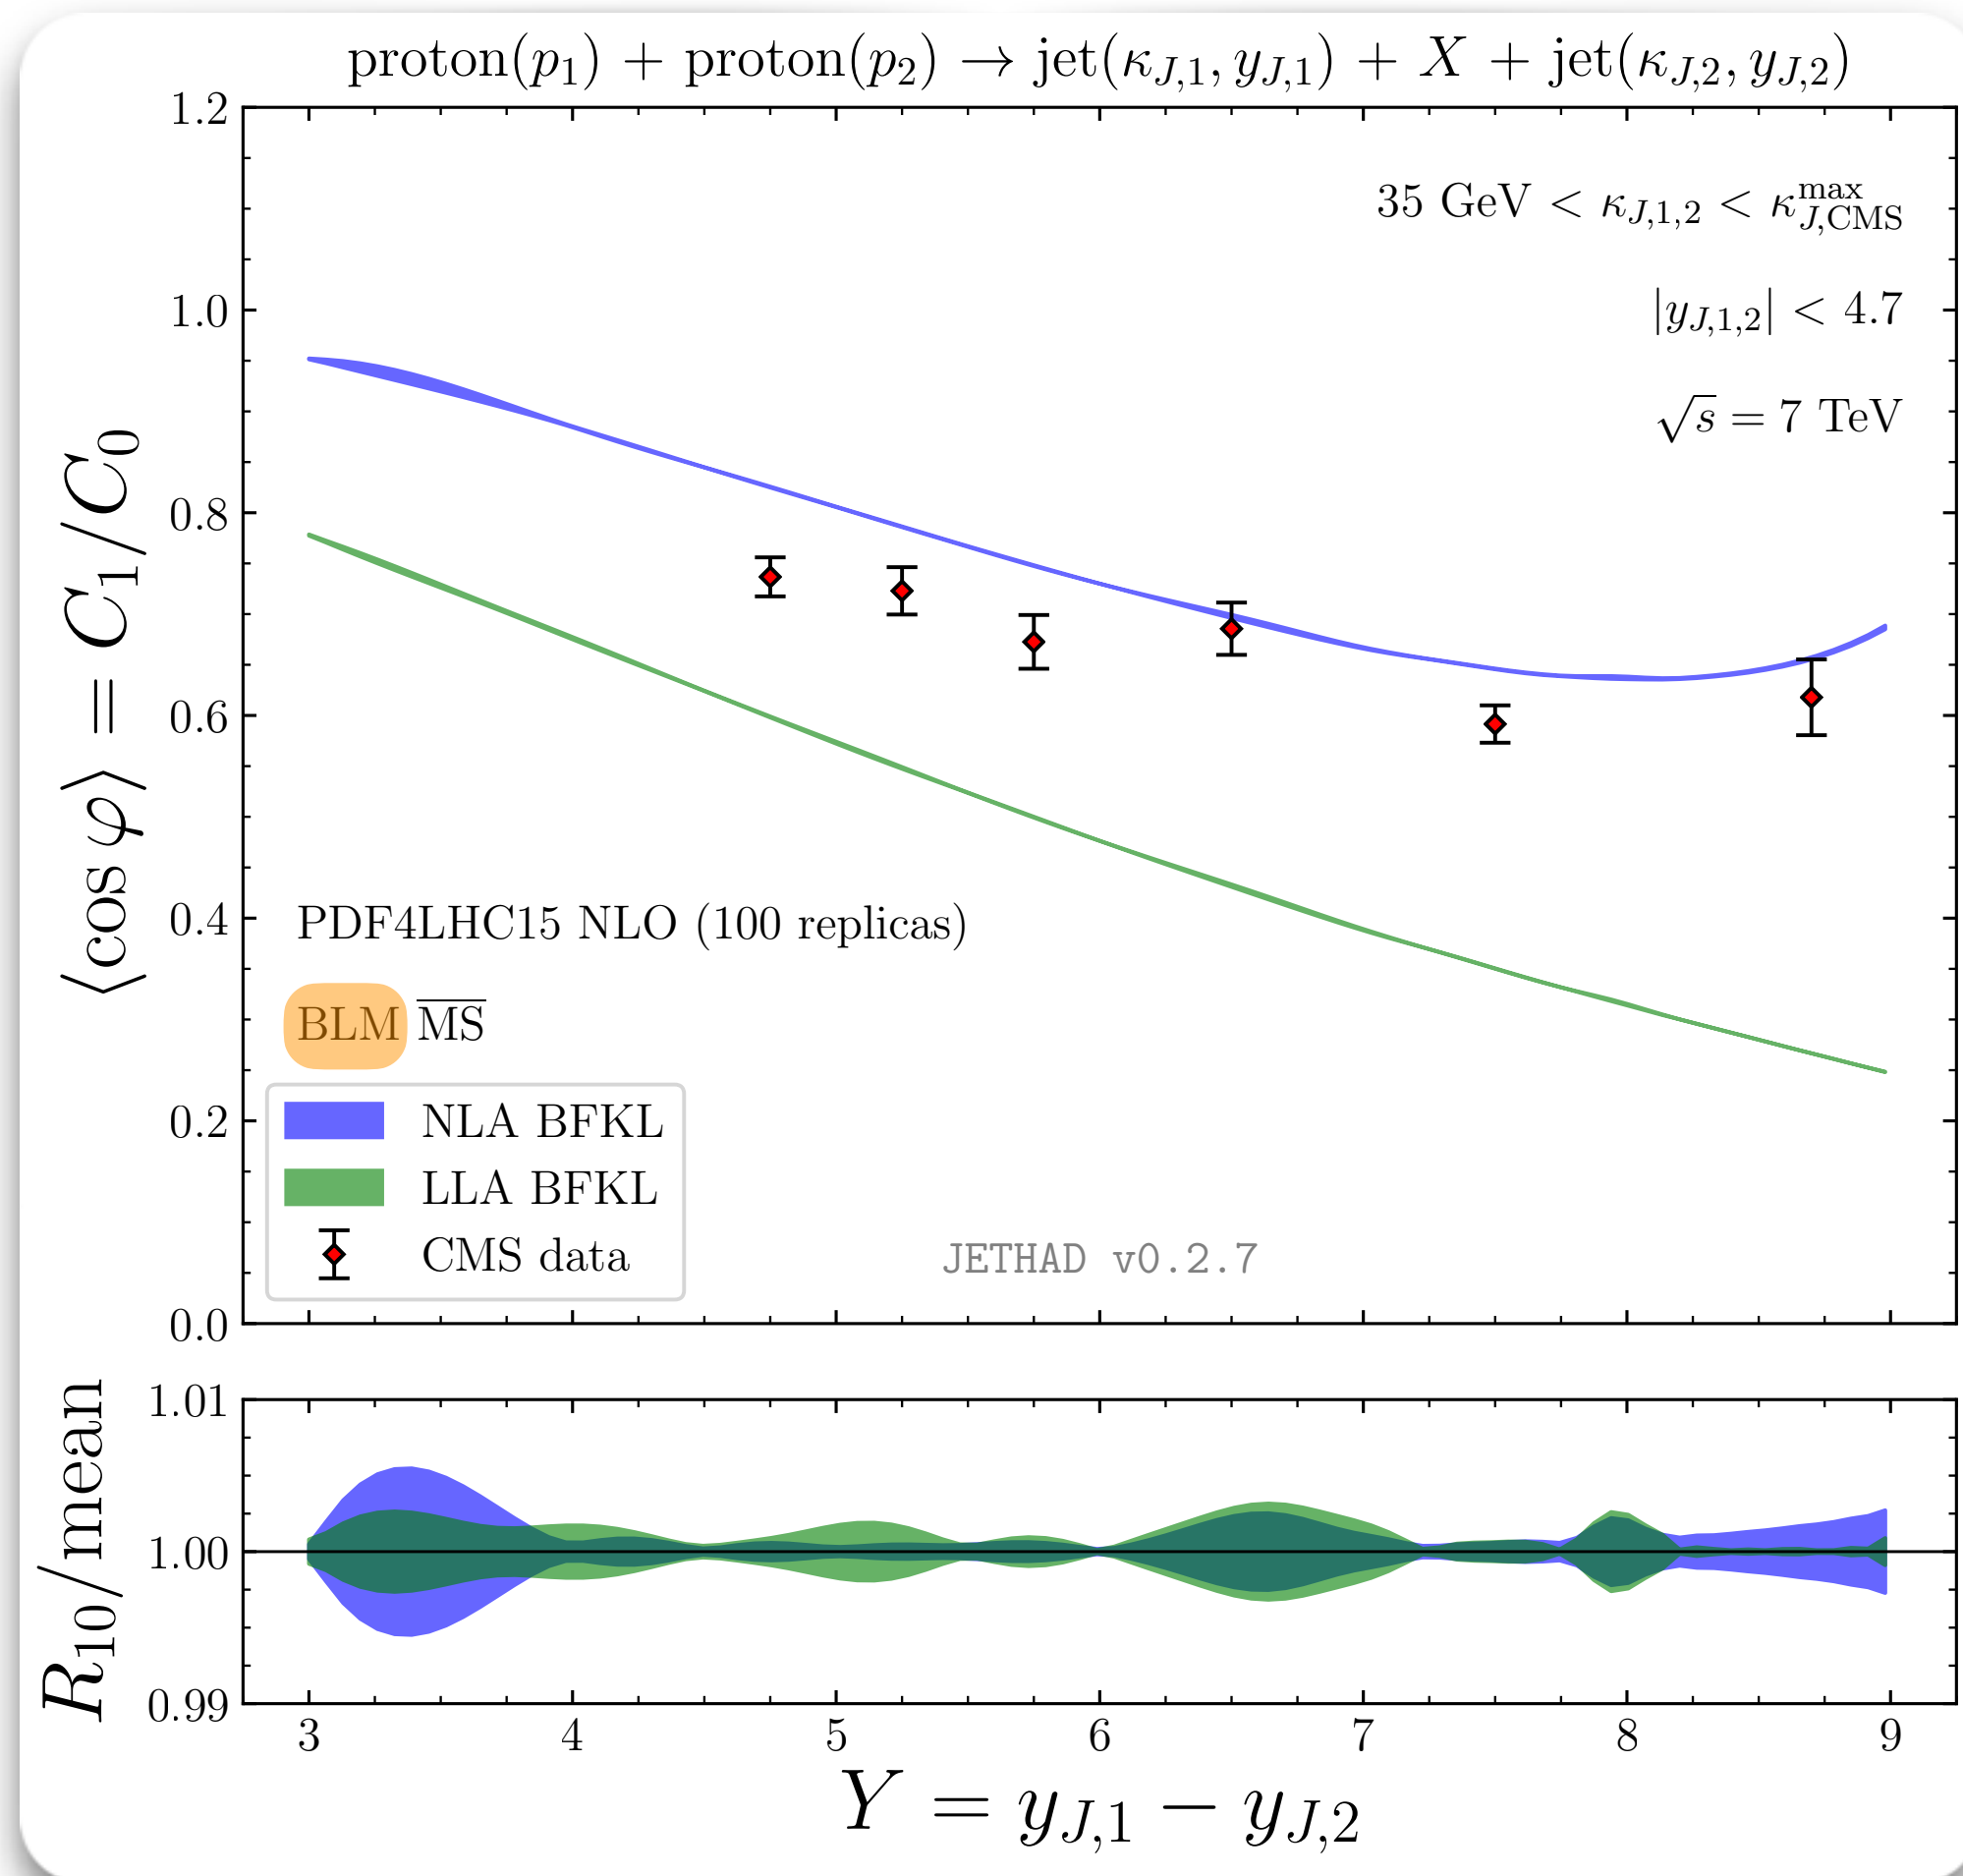 proton(p₁) + proton(p₂) → jet(κ_{J,1}, y_{J,1}) + X + jet(κ_{J,2}, y_{J,2})
⟨cos φ⟩ = C₁/C₀
1.2
1.0
0.8
0.6
0.4
0.2
0.0
35 GeV < κ_{J,1,2} < κ_{J,CMS}^{max}
|y_{J,1,2}| < 4.7
√s = 7 TeV
PDF4LHC15 NLO (100 replicas)
BLM M̅S̅
NLA BFKL
LLA BFKL
CMS data
JETHAD v0.2.7
R₁₀/mean
1.01
1.00
0.99
3 4 5 6 7 8 9
Y = y_{J,1} − y_{J,2}